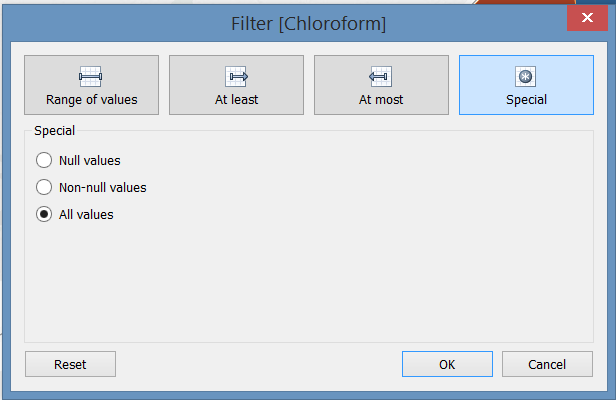 Filter [Chloroform]
Range of values
At least
At most
Special
Special
Null values
Non-null values
All values
Reset
OK
Cancel